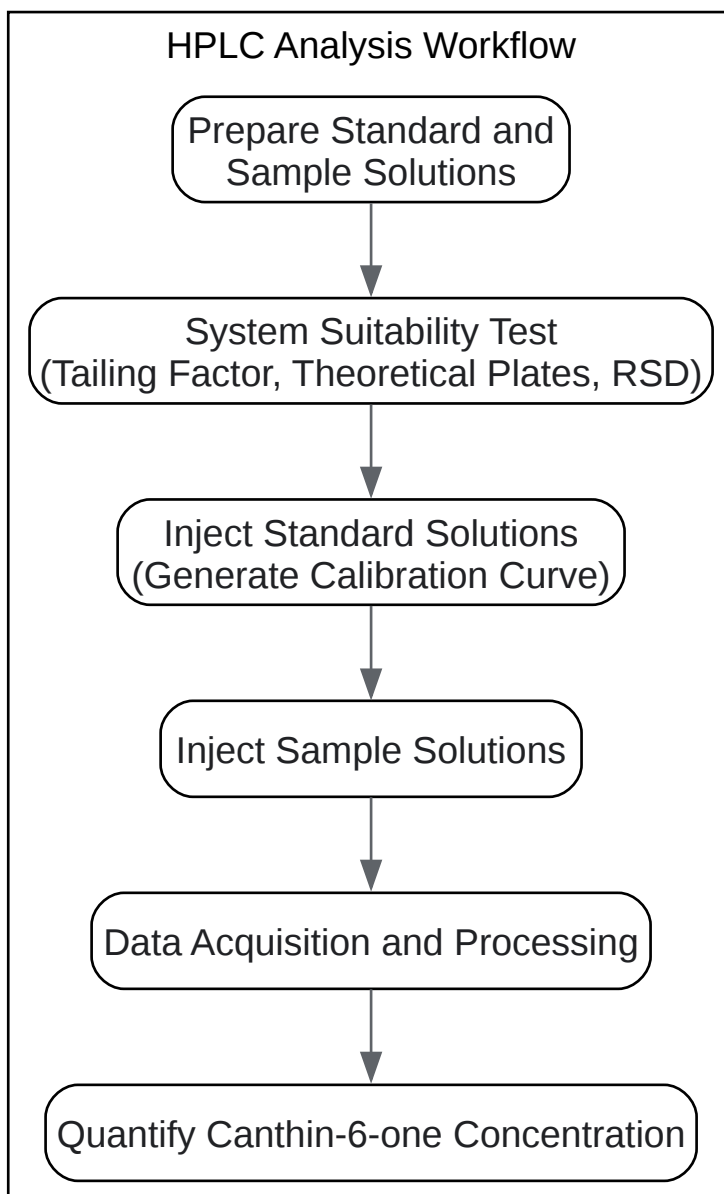 HPLC Analysis Workflow
Prepare Standard and
Sample Solutions
System Suitability Test
(Tailing Factor, Theoretical Plates, RSD)
Inject Standard Solutions
(Generate Calibration Curve)
Inject Sample Solutions
Data Acquisition and Processing
Quantify Canthin-6-one Concentration